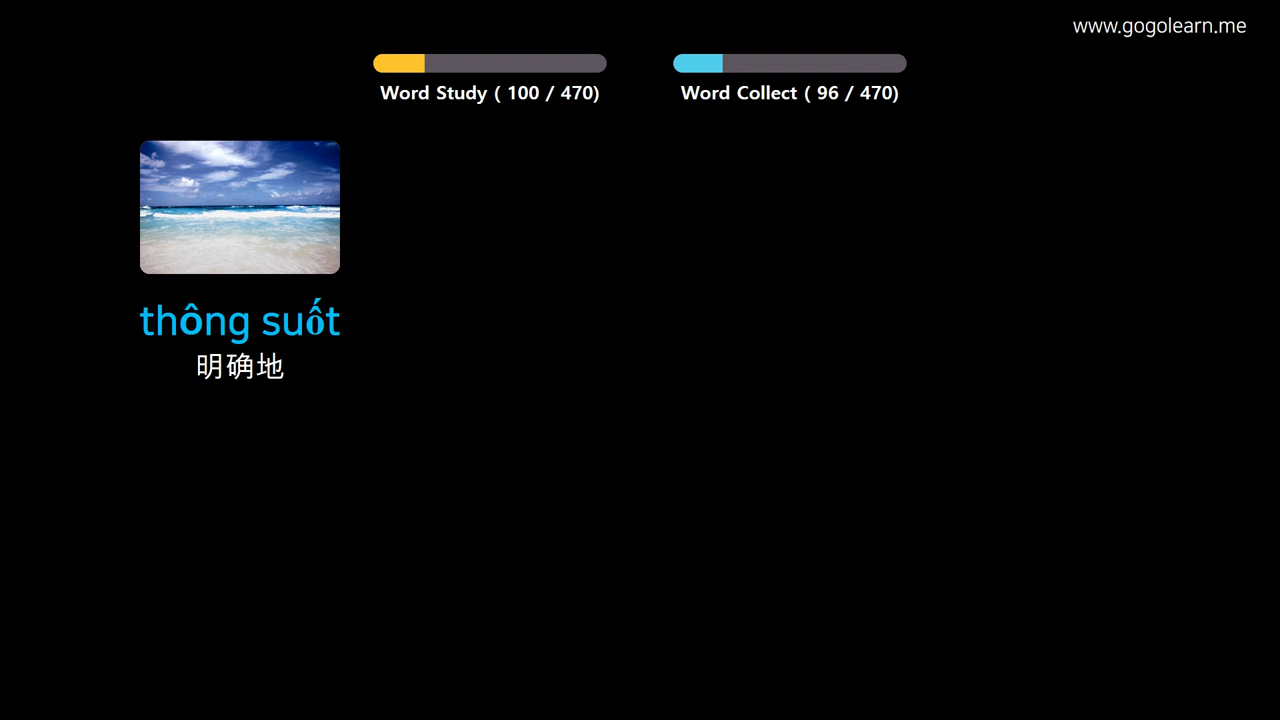 www.gogolearn.me
Word Study ( 100 / 470)
Word Collect ( 96 / 470)
thông suốt
明确地